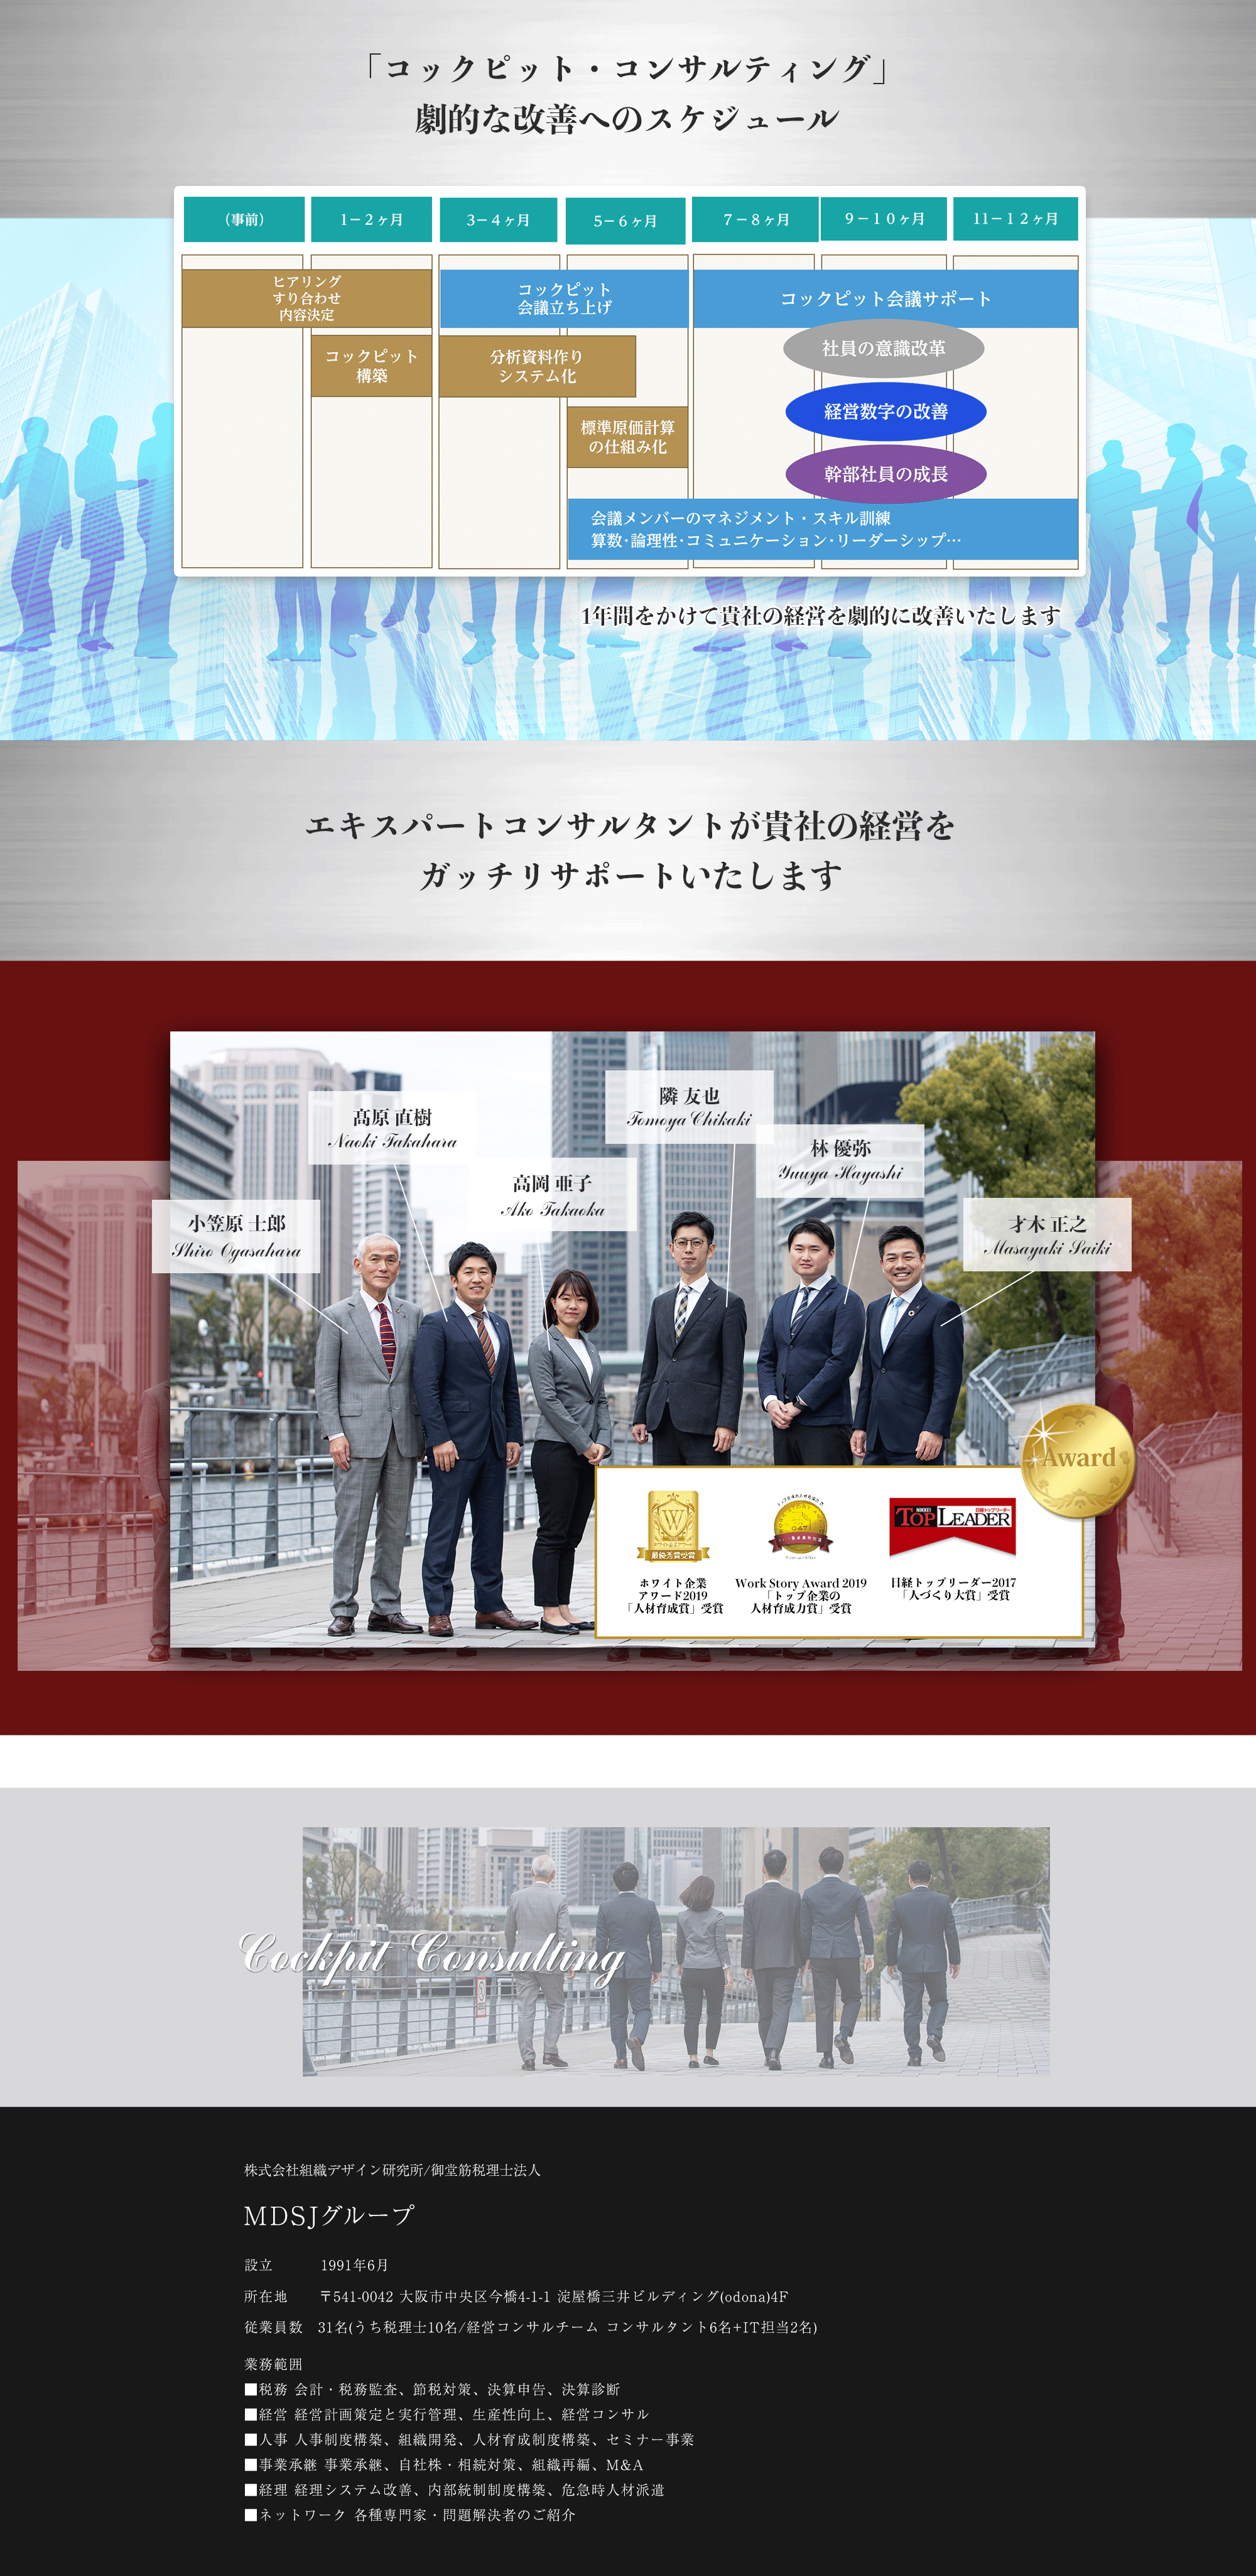 「コックピット・コンサルティング」
劇的な改善へのスケジュール
（事前）
1－2ヶ月
3－4ヶ月
5－6ヶ月
7－8ヶ月
9－10ヶ月
11－12ヶ月
ヒアリング
すり合わせ
内容決定
コックピット
会議立ち上げ
コックピット会議サポート
コックピット
構築
分析資料作り
システム化
社員の意識改革
経営数字の改善
標準原価計算
の仕組み化
幹部社員の成長
会議メンバーのマネジメント・スキル訓練
算数･論理性･コミュニケーション･リーダーシップ…
1年間をかけて貴社の経営を劇的に改善いたします
エキスパートコンサルタントが貴社の経営を
ガッチリサポートいたします
小笠原 士郎
Shiro Ogasahara
髙原 直樹
Naoki Takahara
高岡 亜子
Ako Takaoka
隣 友也
Tomoya Chikaki
林 優弥
Yuuya Hayashi
才木 正之
Masayuki Saiki
Award
W
最優秀賞受賞
NIKKEI
日経トップリーダー
TOP LEADER
ホワイト企業
アワード2019
「人材育成賞」受賞
Work Story Award 2019
「トップ企業の
人材育成力賞」受賞
日経トップリーダー2017
「人づくり大賞」受賞
Cockpit Consulting
株式会社組織デザイン研究所/御堂筋税理士法人
MDSJグループ
設立 1991年6月
所在地 〒541-0042 大阪市中央区今橋4-1-1 淀屋橋三井ビルディング(odona)4F
従業員数 31名(うち税理士10名/経営コンサルチーム コンサルタント6名+IT担当2名)
業務範囲
■税務 会計・税務監査、節税対策、決算申告、決算診断
■経営 経営計画策定と実行管理、生産性向上、経営コンサル
■人事 人事制度構築、組織開発、人材育成制度構築、セミナー事業
■事業承継 事業承継、自社株・相続対策、組織再編、M&A
■経理 経理システム改善、内部統制制度構築、危急時人材派遣
■ネットワーク 各種専門家・問題解決者のご紹介